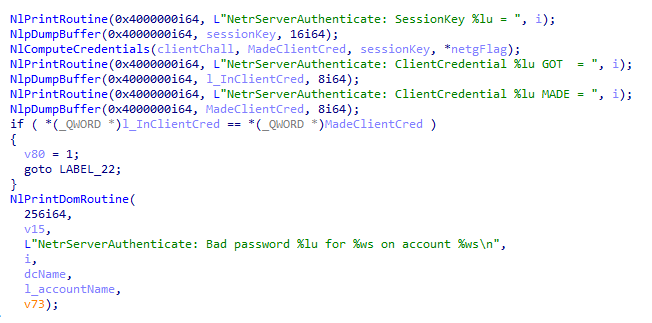 NlPrintRoutine(0x4000000i64, L"NetrServerAuthenticate: SessionKey %lu = ", i);
NlpDumpBuffer(0x4000000i64, sessionKey, 16i64);
NlComputeCredentials(clientChall, MadeClientCred, sessionKey, *netgFlag);
NlPrintRoutine(0x4000000i64, L"NetrServerAuthenticate: ClientCredential %lu GOT  = ", i);
NlpDumpBuffer(0x4000000i64, l_InClientCred, 8i64);
NlPrintRoutine(0x4000000i64, L"NetrServerAuthenticate: ClientCredential %lu MADE = ", i);
NlpDumpBuffer(0x4000000i64, MadeClientCred, 8i64);
if ( *(_QWORD *)l_InClientCred == *(_QWORD *)MadeClientCred )
{
  v80 = 1;
  goto LABEL_22;
}
NlPrintDomRoutine(
  256i64,
  v15,
  L"NetrServerAuthenticate: Bad password %lu for %ws on account %ws\n",
  i,
  dcName,
  l_accountName,
  v73);